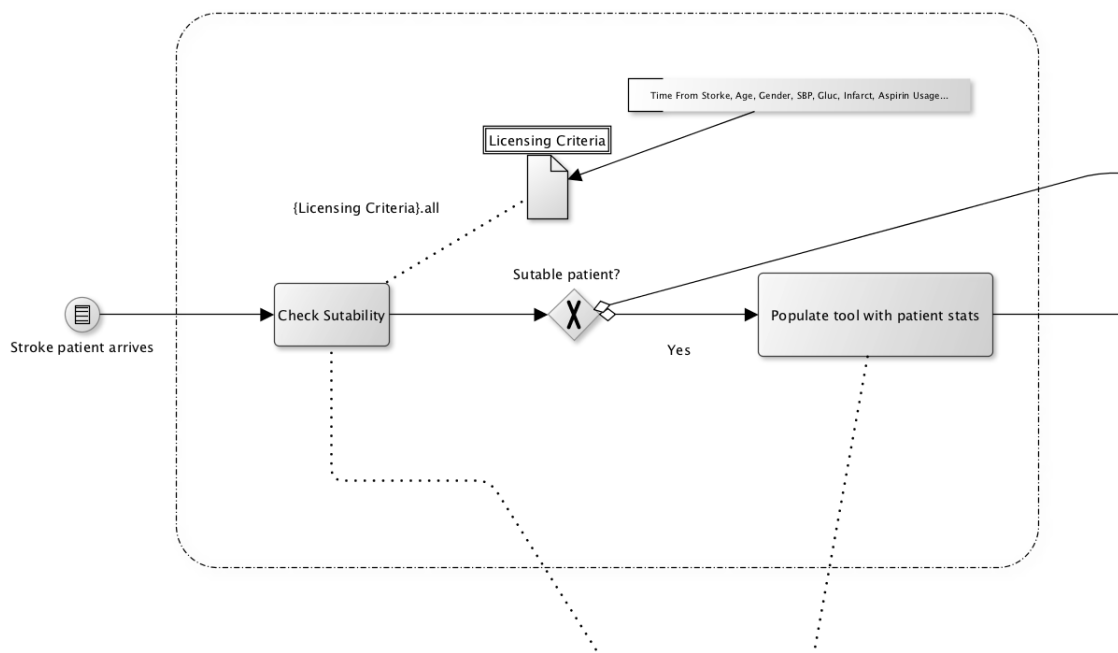 Time From Storke, Age, Gender, SBP, Gluc, Infarct, Aspirin Usage...
Licensing Criteria
{Licensing Criteria}.all
Sutable patient?
Check Sutability
Populate tool with patient stats
Stroke patient arrives
Yes